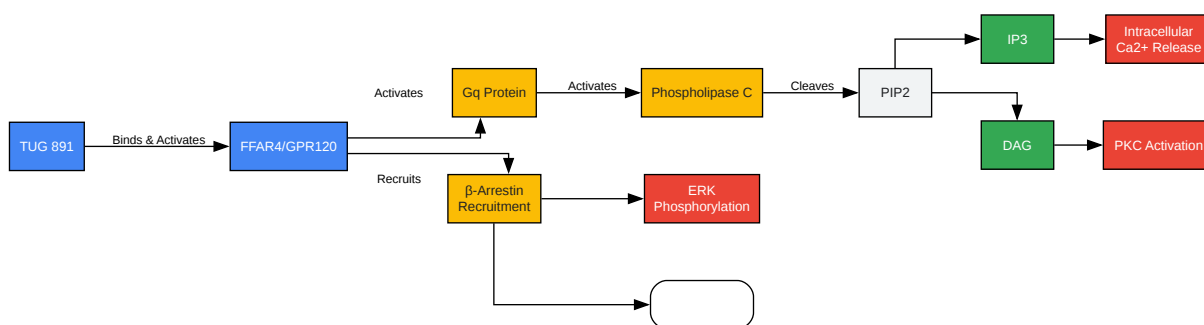 TUG 891
Binds & Activates
FFAR4/GPR120
Activates
Gq Protein
Activates
Phospholipase C
Cleaves
PIP2
IP3
Intracellular
Ca2+ Release
DAG
PKC Activation
Recruits
β-Arrestin
Recruitment
ERK
Phosphorylation